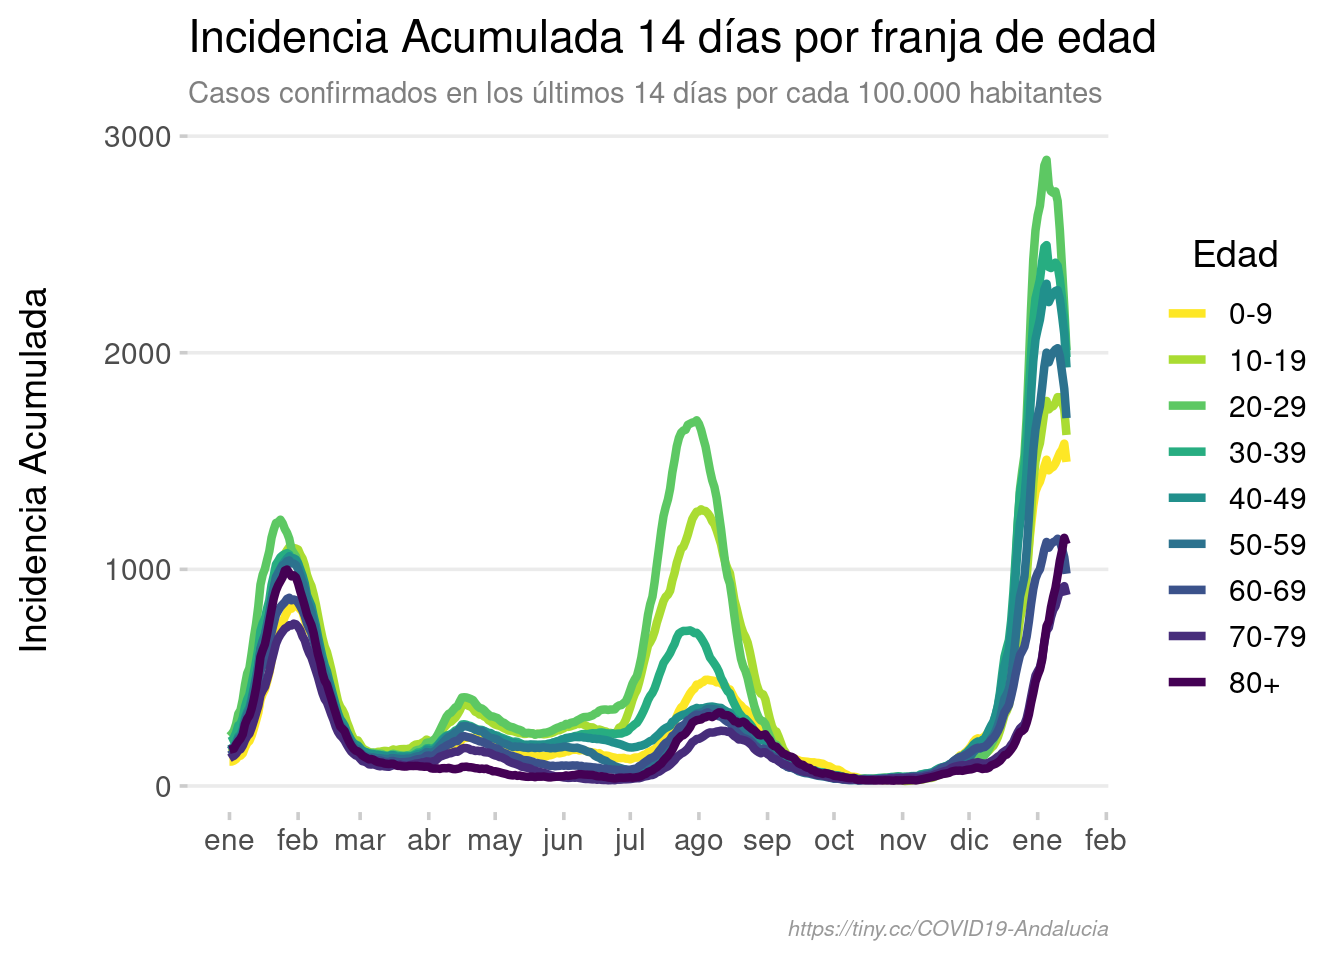 Incidencia Acumulada 14 días por franja de edad
Casos confirmados en los últimos 14 días por cada 100.000 habitantes
Incidencia Acumulada
3000
2000
1000
0
ene feb mar abr may jun jul ago sep oct nov dic ene feb
Edad
0-9
10-19
20-29
30-39
40-49
50-59
60-69
70-79
80+
https://tiny.cc/COVID19-Andalucia